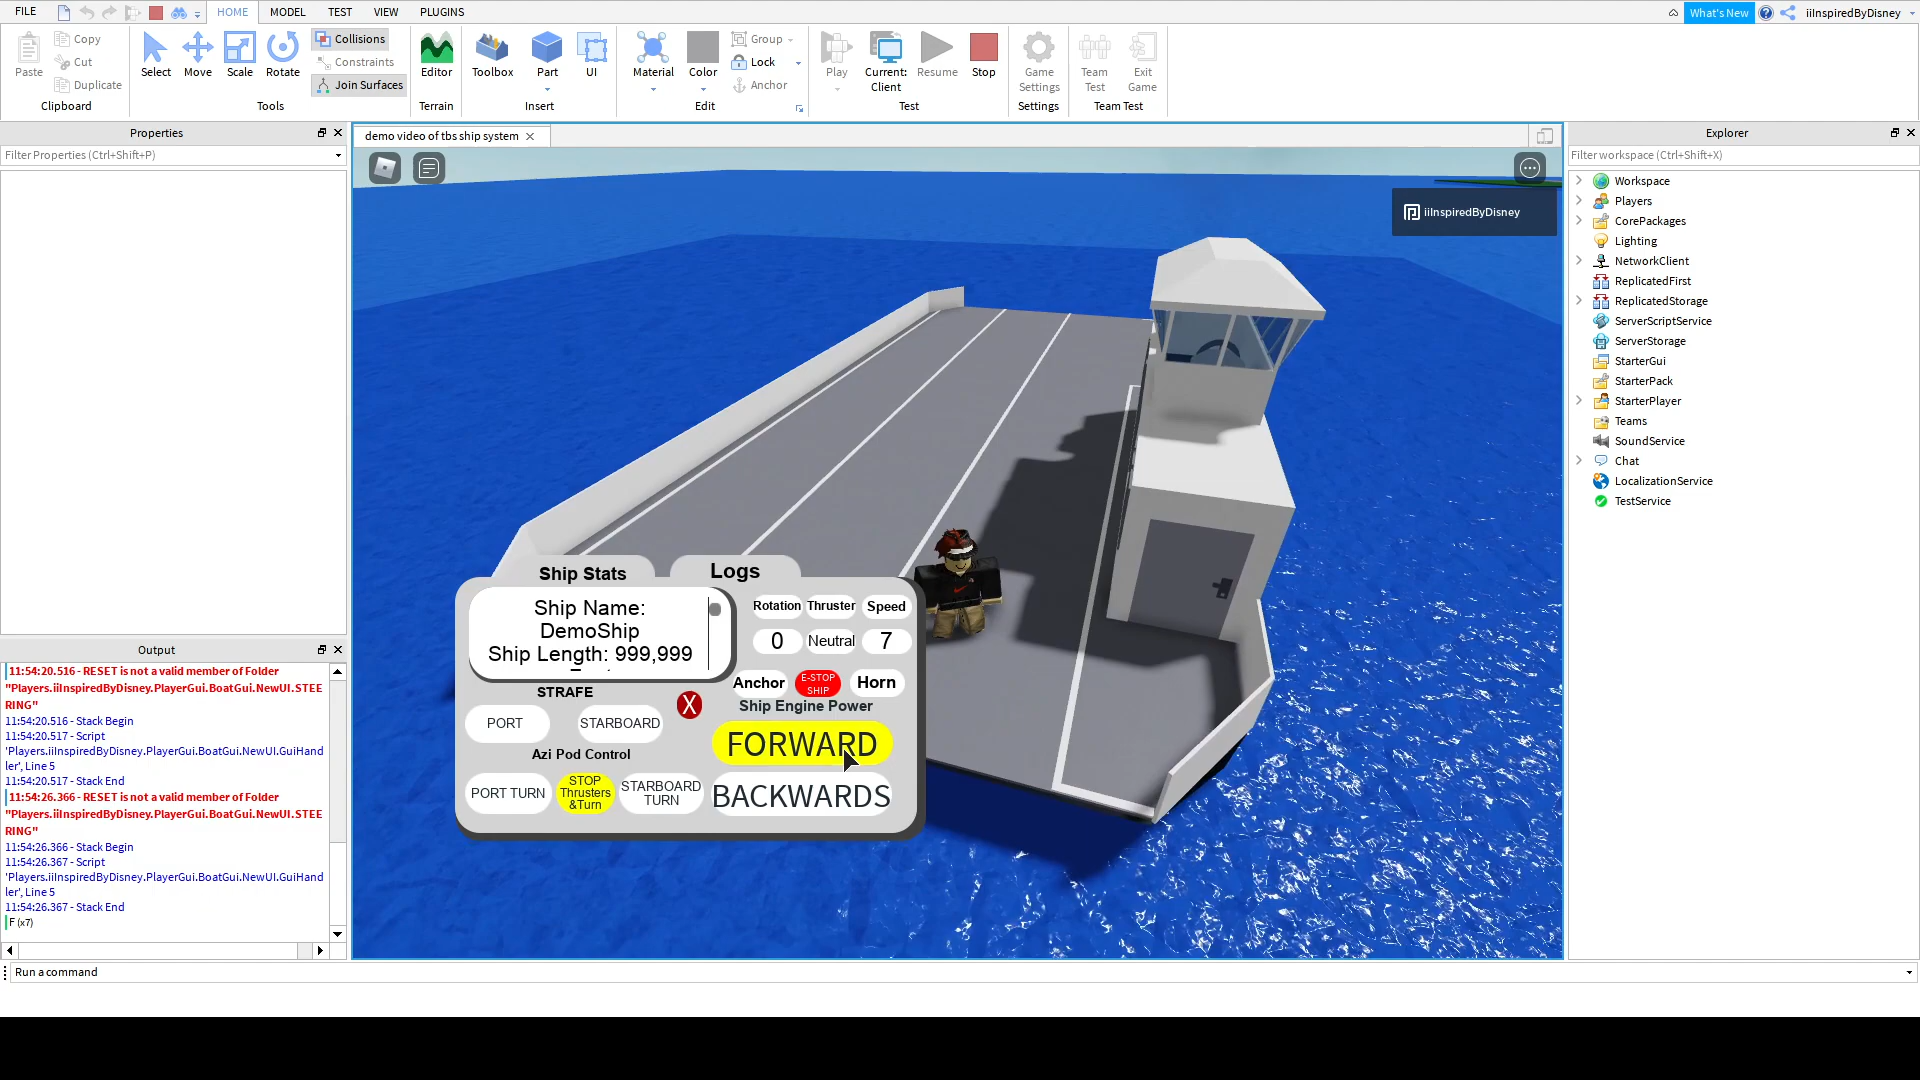 FILE
HOME
MODEL
TEST
VIEW
PLUGINS
What's New
iiInspiredByDisney
Paste
Copy
Cut
Duplicate
Clipboard
Select
Move
Scale
Rotate
Collisions
Constraints
Join Surfaces
Tools
Editor
Terrain
Toolbox
Part
UI
Insert
Material
Color
Group
Lock
Anchor
Edit
Play
Current:
Client
Resume
Stop
Test
Game
Settings
Settings
Team
Test
Exit
Game
Team Test
Properties
Filter Properties (Ctrl+Shift+P)
demo video of tbs ship system
iiInspiredByDisney
Ship Stats
Logs
Ship Name:
DemoShip
Ship Length: 999,999
Rotation
Thruster
Speed
0
Neutral
7
Anchor
E-STOP
SHIP
Horn
STRAFE
X
Ship Engine Power
PORT
STARBOARD
FORWARD
Azi Pod Control
PORT TURN
STOP
Thrusters
&Turn
STARBOARD
TURN
BACKWARDS
Explorer
Filter workspace (Ctrl+Shift+X)
Workspace
Players
CorePackages
Lighting
NetworkClient
ReplicatedFirst
ReplicatedStorage
ServerScriptService
ServerStorage
StarterGui
StarterPack
StarterPlayer
Teams
SoundService
Chat
LocalizationService
TestService
Output
11:54:20.516 - RESET is not a valid member of Folder
"Players.iiInspiredByDisney.PlayerGui.BoatGui.NewUI.STEE
RING"
11:54:20.516 - Stack Begin
11:54:20.517 - Script
'Players.iiInspiredByDisney.PlayerGui.BoatGui.NewUI.GuiHand
ler', Line 5
11:54:20.517 - Stack End
11:54:26.366 - RESET is not a valid member of Folder
"Players.iiInspiredByDisney.PlayerGui.BoatGui.NewUI.STEE
RING"
11:54:26.366 - Stack Begin
11:54:26.367 - Script
'Players.iiInspiredByDisney.PlayerGui.BoatGui.NewUI.GuiHand
ler', Line 5
11:54:26.367 - Stack End
F (x7)
Run a command